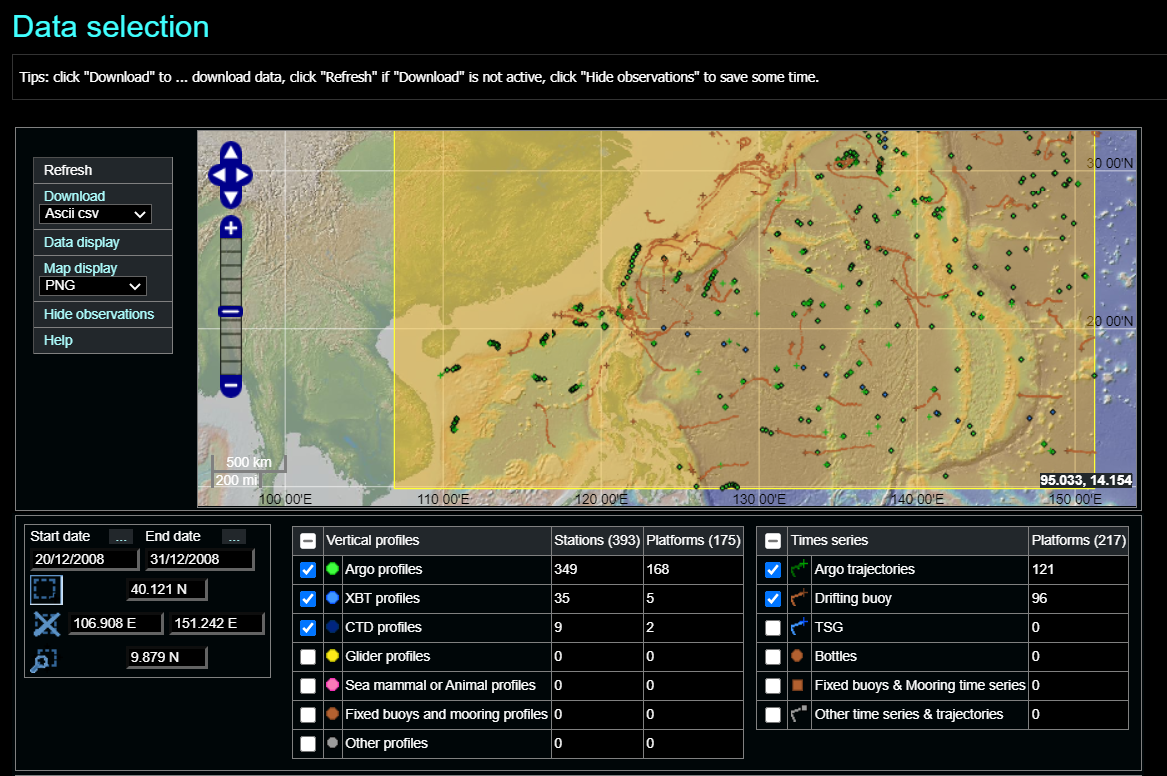 Data selection
Tips: click "Download" to ... download data, click "Refresh" if "Download" is not active, click "Hide observations" to save some time.
Refresh
Download
Ascii csv
Data display
Map display
PNG
Hide observations
Help
30 00'N
20 00'N
500 km
200 mi
95.033, 14.154
100 00'E
110 00'E
120 00'E
130 00'E
140 00'E
150 00'E
Start date ... End date ...
20/12/2008 31/12/2008
40.121 N
106.908 E 151.242 E
9.879 N
Vertical profiles Stations (393) Platforms (175)
Argo profiles 349 168
XBT profiles 35 5
CTD profiles 9 2
Glider profiles 0 0
Sea mammal or Animal profiles 0 0
Fixed buoys and mooring profiles 0 0
Other profiles 0 0
Times series Platforms (217)
Argo trajectories 121
Drifting buoy 96
TSG 0
Bottles 0
Fixed buoys & Mooring time series 0
Other time series & trajectories 0